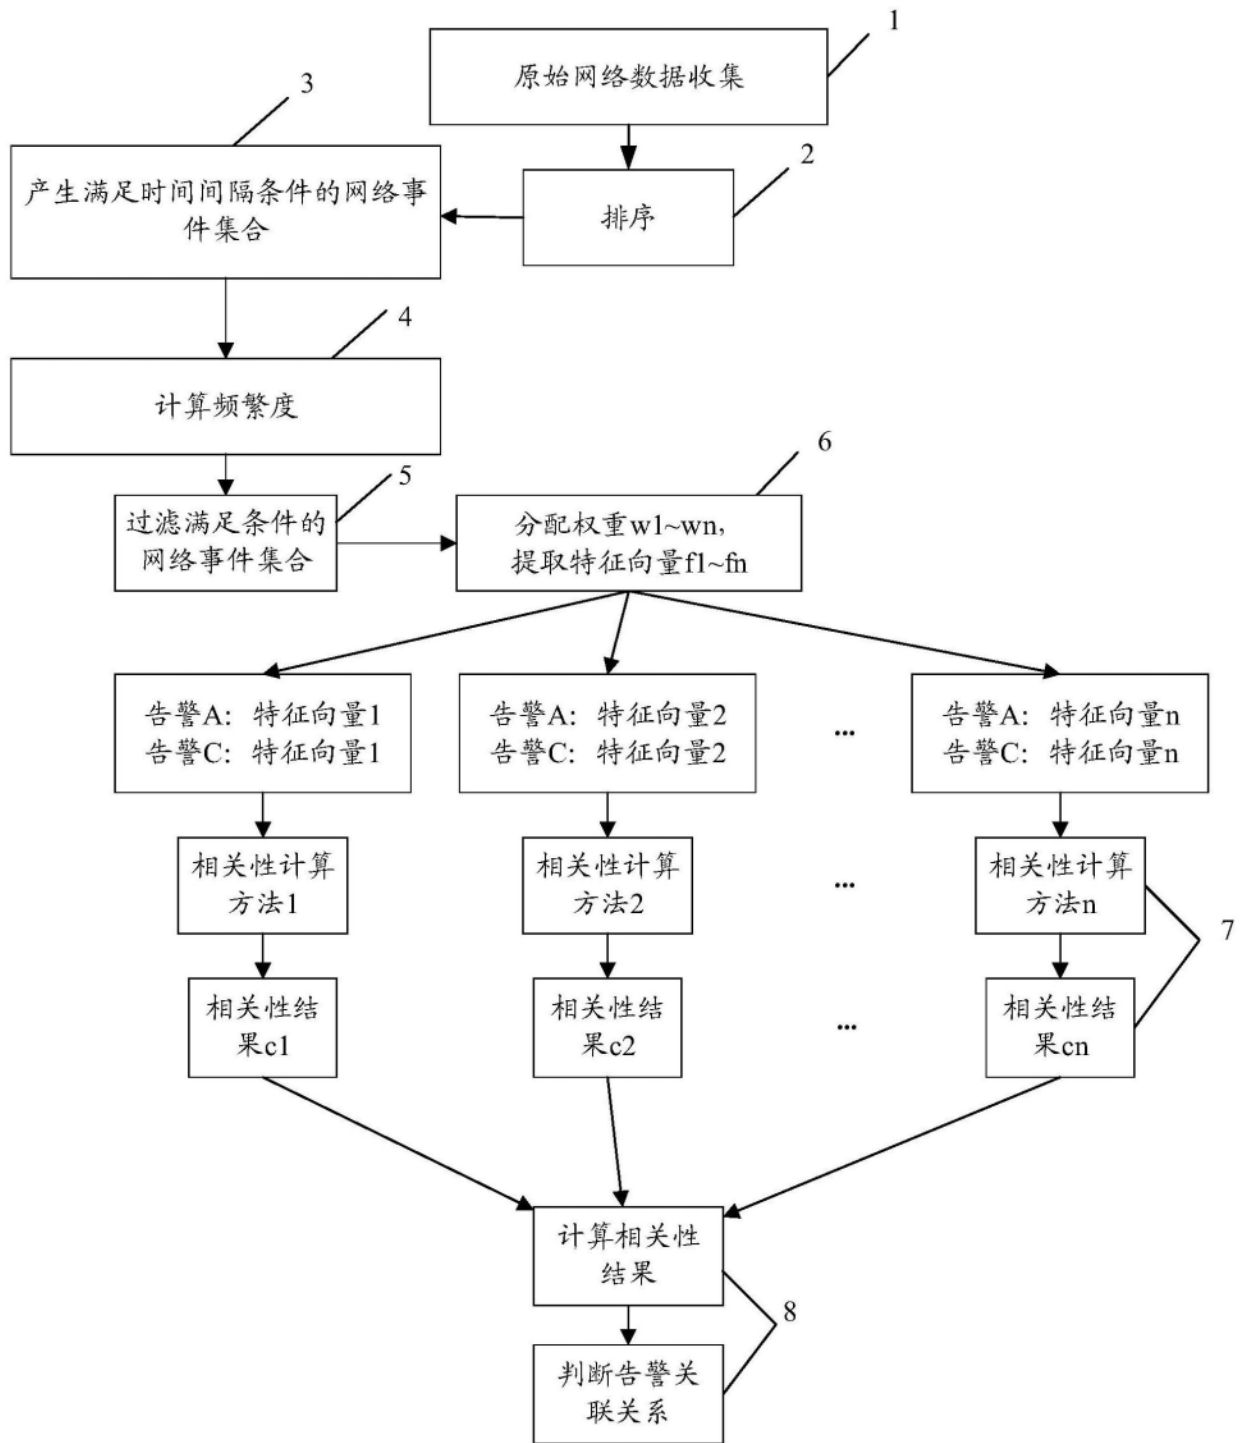 1
原始网络数据收集
3
2
产生满足时间间隔条件的网络事
件集合
排序
4
计算频繁度
6
5
过滤满足条件的
网络事件集合
分配权重w1~wn,
提取特征向量f1~fn
告警A：特征向量1
告警C：特征向量1
告警A：特征向量2
告警C：特征向量2
...
告警A：特征向量n
告警C：特征向量n
相关性计算
方法1
相关性计算
方法2
...
相关性计算
方法n
7
相关性结
果c1
相关性结
果c2
...
相关性结
果cn
计算相关性
结果
8
判断告警关
联关系